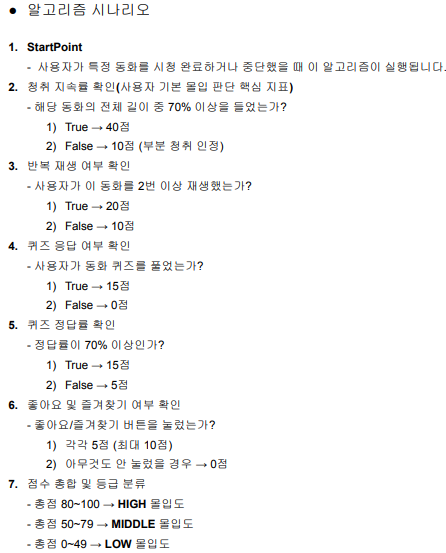 ● 알고리즘 시나리오
1. StartPoint
- 사용자가 특정 동화를 시청 완료하거나 중단했을 때 이 알고리즘이 실행됩니다.
2. 청취 지속률 확인(사용자 기본 몰입 판단 핵심 지표)
- 해당 동화의 전체 길이 중 70% 이상을 들었는가?
1) True → 40점
2) False → 10점 (부분 청취 인정)
3. 반복 재생 여부 확인
- 사용자가 이 동화를 2번 이상 재생했는가?
1) True → 20점
2) False → 10점
4. 퀴즈 응답 여부 확인
- 사용자가 동화 퀴즈를 풀었는가?
1) True → 15점
2) False → 0점
5. 퀴즈 정답률 확인
- 정답률이 70% 이상인가?
1) True → 15점
2) False → 5점
6. 좋아요 및 즐겨찾기 여부 확인
- 좋아요/즐겨찾기 버튼을 눌렀는가?
1) 각각 5점 (최대 10점)
2) 아무것도 안 눌렀을 경우 → 0점
7. 점수 총합 및 등급 분류
- 총점 80~100 → HIGH 몰입도
- 총점 50~79 → MIDDLE 몰입도
- 총점 0~49 → LOW 몰입도